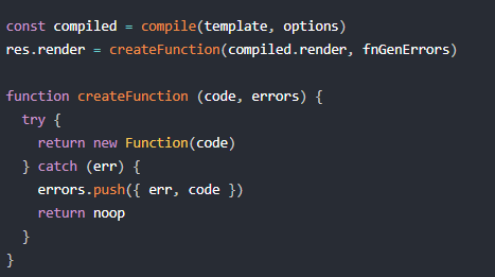 const compiled = compile(template, options)
res.render = createFunction(compiled.render, fnGenErrors)

function createFunction (code, errors) {
  try {
    return new Function(code)
  } catch (err) {
    errors.push({ err, code })
    return noop
  }
}